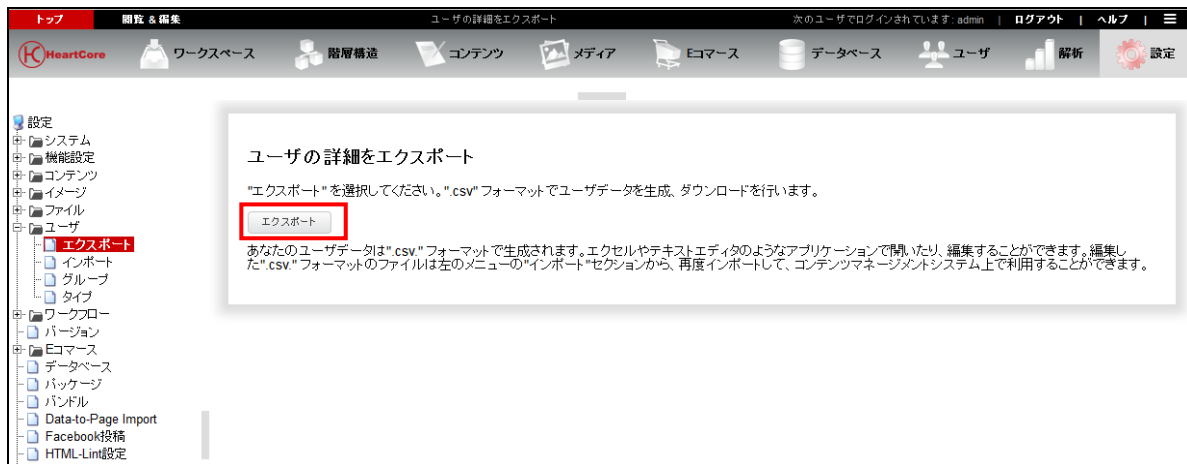 トップ 閲覧 & 編集 ユーザの詳細をエクスポート 次のユーザでログインされています: admin | ログアウト | ヘルプ |
HeartCore ワークスペース 階層構造 コンテンツ メディア Eコマース データベース ユーザ 解析 設定
設定
システム
機能設定
コンテンツ
イメージ
ファイル
ユーザ
エクスポート
インポート
グループ
タイプ
ワークフロー
バージョン
Eコマース
データベース
パッケージ
バンドル
Data-to-Page Import
Facebook投稿
HTML-Lint設定
ユーザの詳細をエクスポート
"エクスポート" を選択してください。".csv" フォーマットでユーザデータを生成、ダウンロードを行います。
エクスポート
あなたのユーザデータは".csv." フォーマットで生成されます。エクセルやテキストエディタのようなアプリケーションで開いたり、編集することができます。編集し
た".csv." フォーマットのファイルは左のメニューの"インポート"セクションから、再度インポートして、コンテンツマネージメントシステム上で利用することができます。